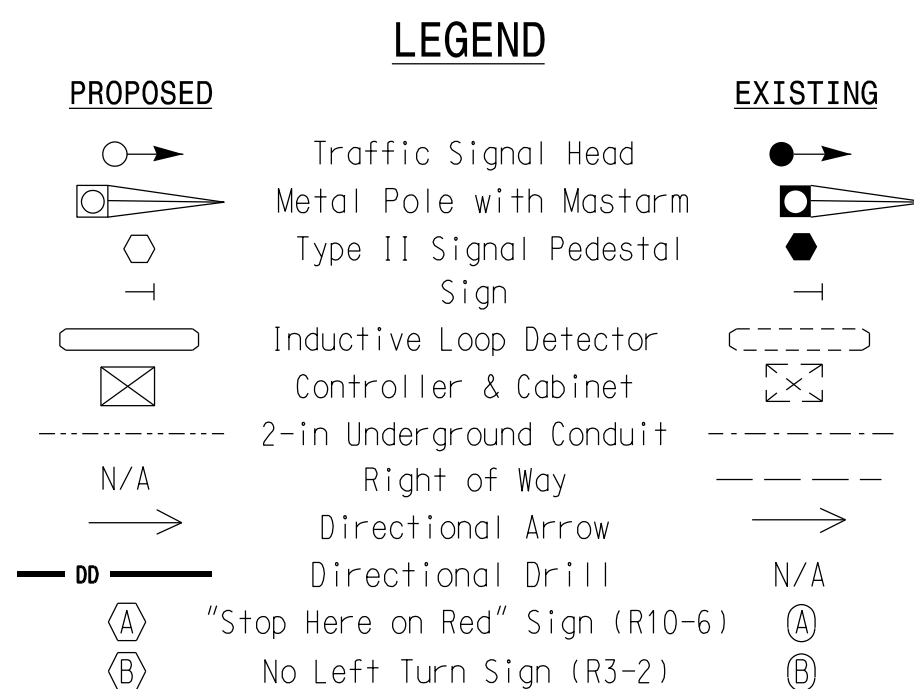 LEGEND
PROPOSED EXISTING
Traffic Signal Head
Metal Pole with Mastarm
Type II Signal Pedestal
Sign
Inductive Loop Detector
Controller & Cabinet
2-in Underground Conduit
N/A Right of Way
Directional Arrow
DD Directional Drill N/A
A "Stop Here on Red" Sign (R10-6) A
B No Left Turn Sign (R3-2) B